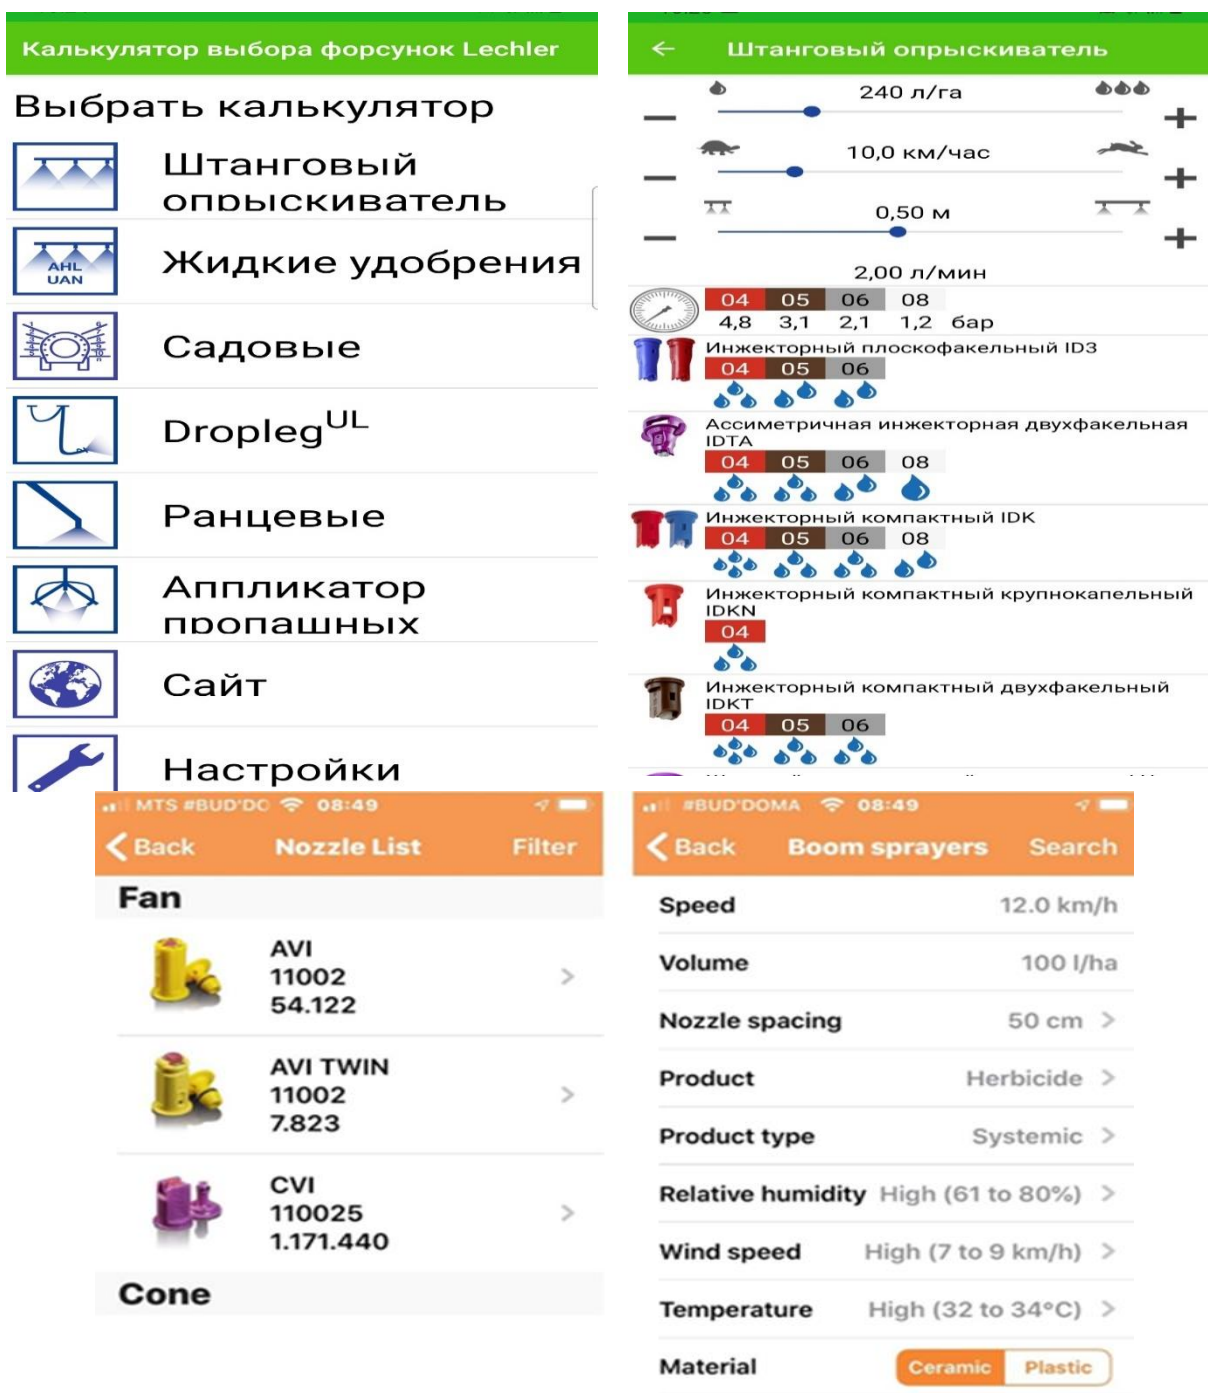 Калькулятор выбора форсунок Lechler
Выбрать калькулятор
Штанговый
опрыскиватель
AHL
UAN
Жидкие удобрения
Садовые
Dropleg UL
Ранцевые
Аппликатор
пропашных
Сайт
Настройки
Штанговый опрыскиватель
240 л/га
10,0 км/час
0,50 м
2,00 л/мин
04 05 06 08
4,8 3,1 2,1 1,2 бар
Инжекторный плоскофакельный ID3
04 05 06
Ассиметричная инжекторная двухфакельная
IDTA
04 05 06 08
Инжекторный компактный IDK
04 05 06 08
Инжекторный компактный крупнокапельный
IDKN
04
Инжекторный компактный двухфакельный
IDKT
04 05 06
MTS #BUD'DO 08:49
Back Nozzle List Filter
Fan
AVI
11002
54.122
AVI TWIN
11002
7.823
CVI
110025
1.171.440
Cone
#BUD'DOMA 08:49
Back Boom sprayers Search
Speed 12.0 km/h
Volume 100 l/ha
Nozzle spacing 50 cm
Product Herbicide
Product type Systemic
Relative humidity High (61 to 80%)
Wind speed High (7 to 9 km/h)
Temperature High (32 to 34°C)
Material Ceramic Plastic